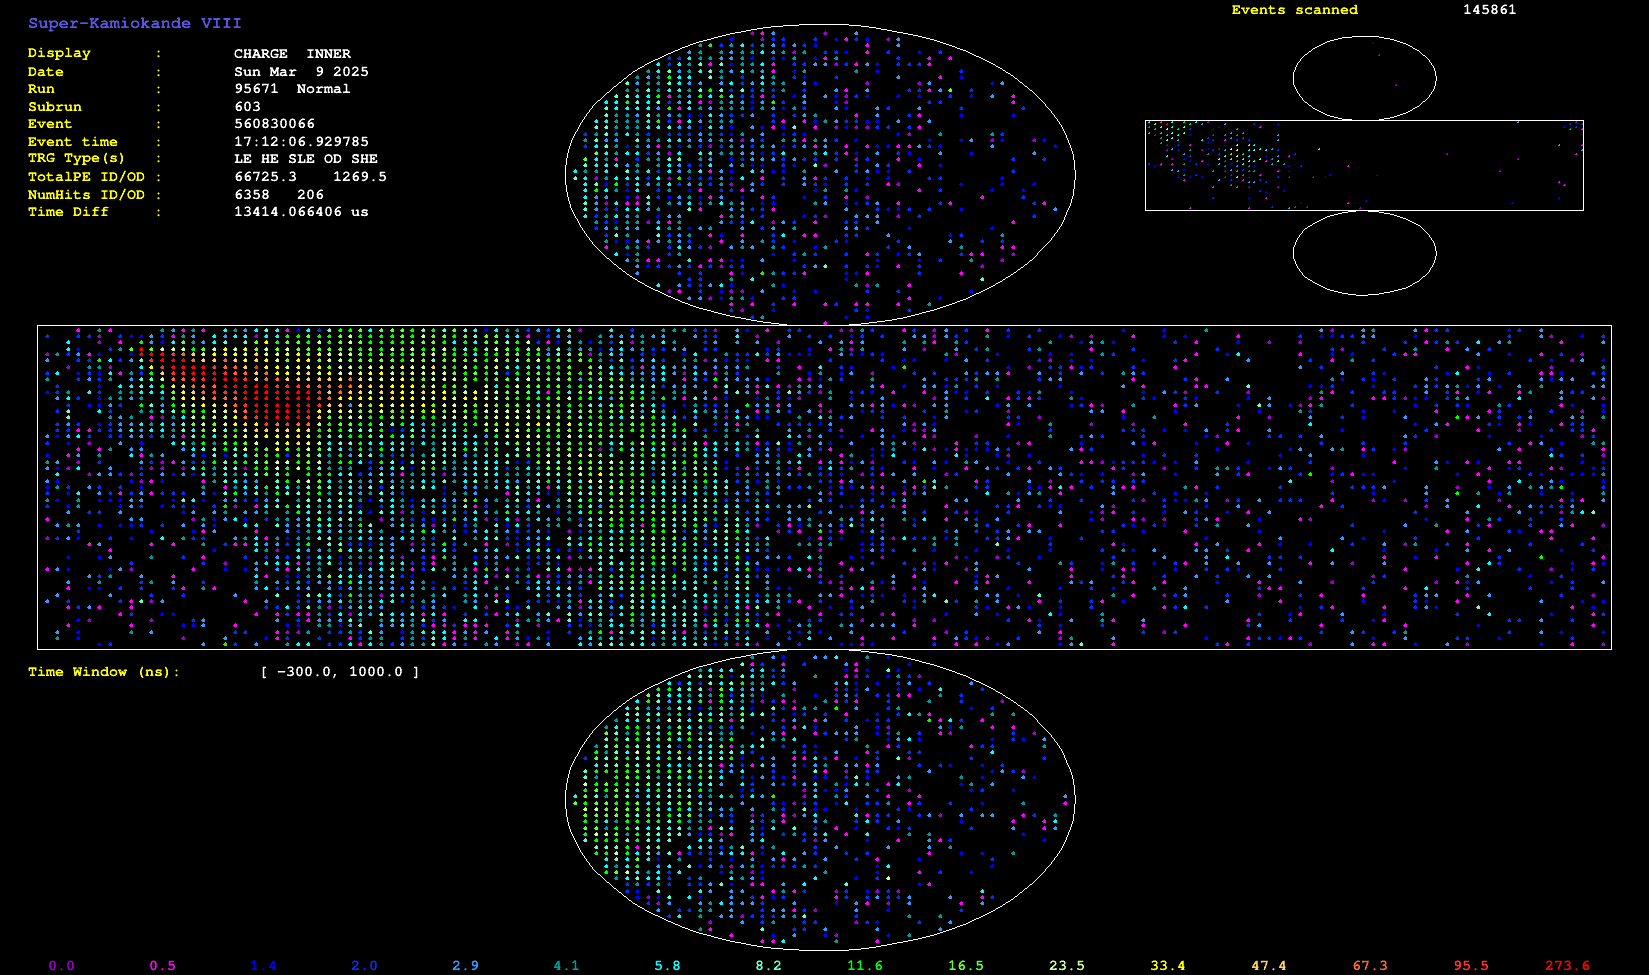 Super-Kamiokande VIII
Events scanned 145861
Display : CHARGE INNER
Date : Sun Mar 9 2025
Run : 95671 Normal
Subrun : 603
Event : 560830066
Event time : 17:12:06.929785
TRG Type(s) : LE HE SLE OD SHE
TotalPE ID/OD : 66725.3 1269.5
NumHits ID/OD : 6358 206
Time Diff : 13414.066406 us
Time Window (ns): [ -300.0, 1000.0 ]
0.0 0.5 1.4 2.0 2.9 4.1 5.8 8.2 11.6 16.5 23.5 33.4 47.4 67.3 95.5 273.6